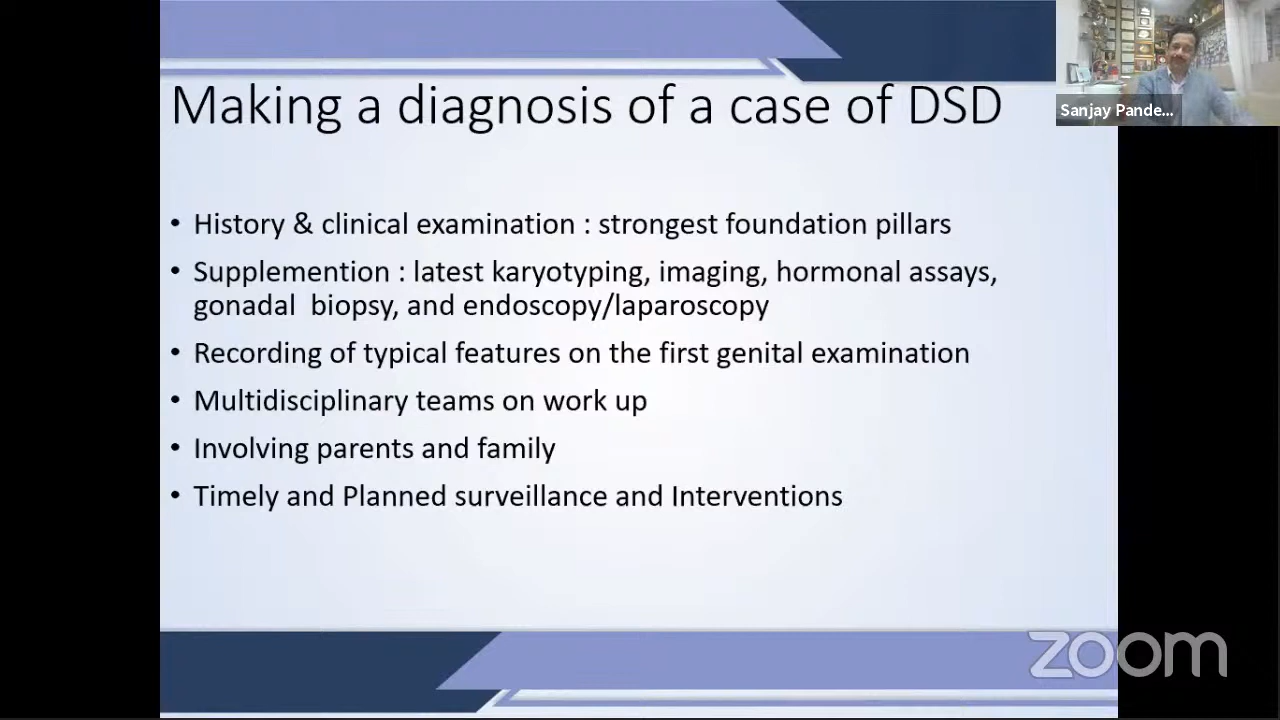 Making a diagnosis of a case of DSD
Sanjay Pande...
• History & clinical examination : strongest foundation pillars
• Supplemention : latest karyotyping, imaging, hormonal assays,
gonadal biopsy, and endoscopy/laparoscopy
• Recording of typical features on the first genital examination
• Multidisciplinary teams on work up
• Involving parents and family
• Timely and Planned surveillance and Interventions
zoom